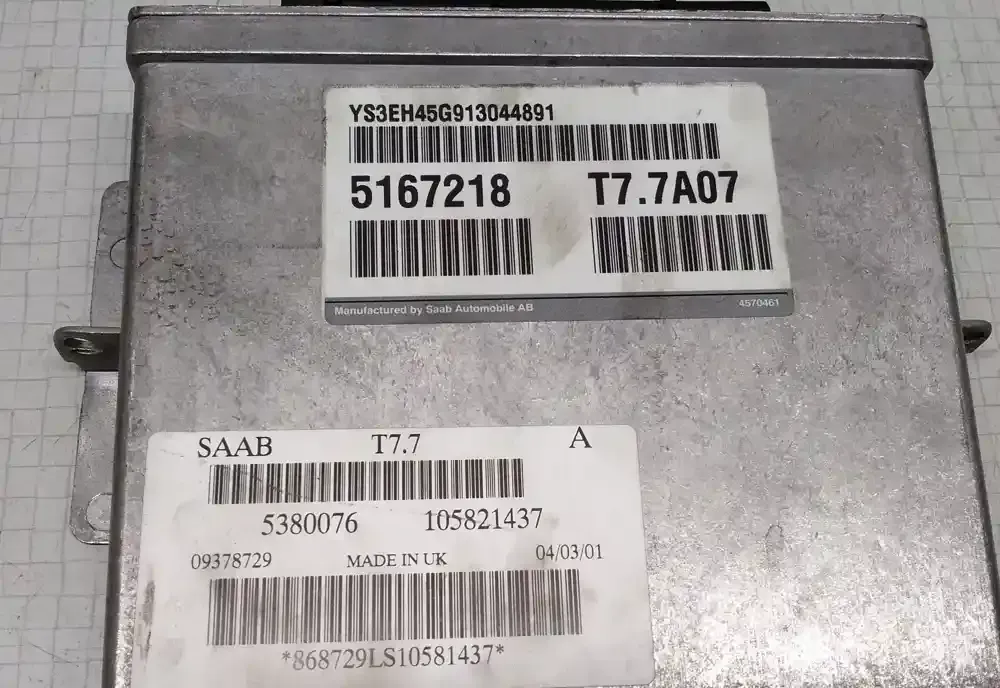 YS3EH45G913044891
5167218 T7.7A07
Manufactured by Saab Automobile AB 4570461
SAAB T7.7 A
5380076 105821437
09378729 MADE IN UK 04/03/01
*868729LS10581437*